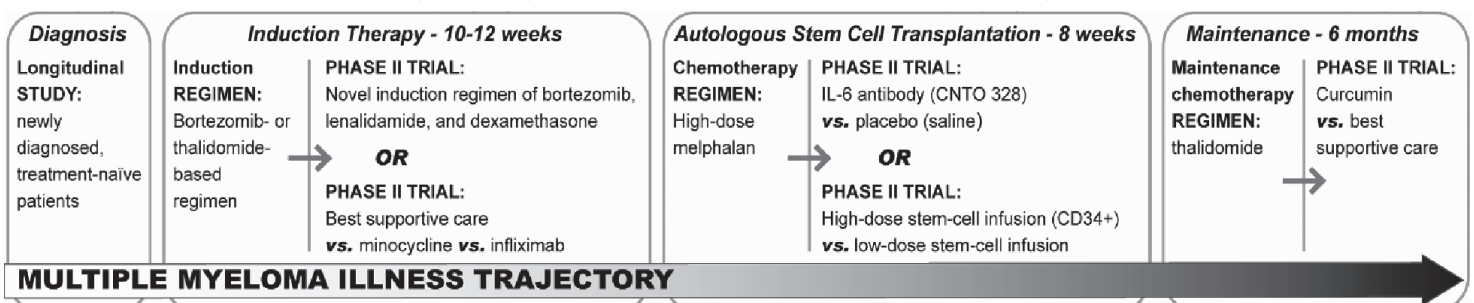 Diagnosis
Longitudinal
STUDY:
newly
diagnosed,
treatment-naïve
patients
Induction Therapy - 10-12 weeks
Induction
REGIMEN:
Bortezomib- or
thalidomide-
based
regimen
PHASE II TRIAL:
Novel induction regimen of bortezomib,
lenalidamide, and dexamethasone
OR
PHASE II TRIAL:
Best supportive care
vs. minocycline vs. infliximab
Autologous Stem Cell Transplantation - 8 weeks
Chemotherapy
REGIMEN:
High-dose
melphalan
PHASE II TRIAL:
IL-6 antibody (CNTO 328)
vs. placebo (saline)
OR
PHASE II TRIAL:
High-dose stem-cell infusion (CD34+)
vs. low-dose stem-cell infusion
Maintenance - 6 months
Maintenance
chemotherapy
REGIMEN:
thalidomide
PHASE II TRIAL:
Curcumin
vs. best
supportive care
MULTIPLE MYELOMA ILLNESS TRAJECTORY